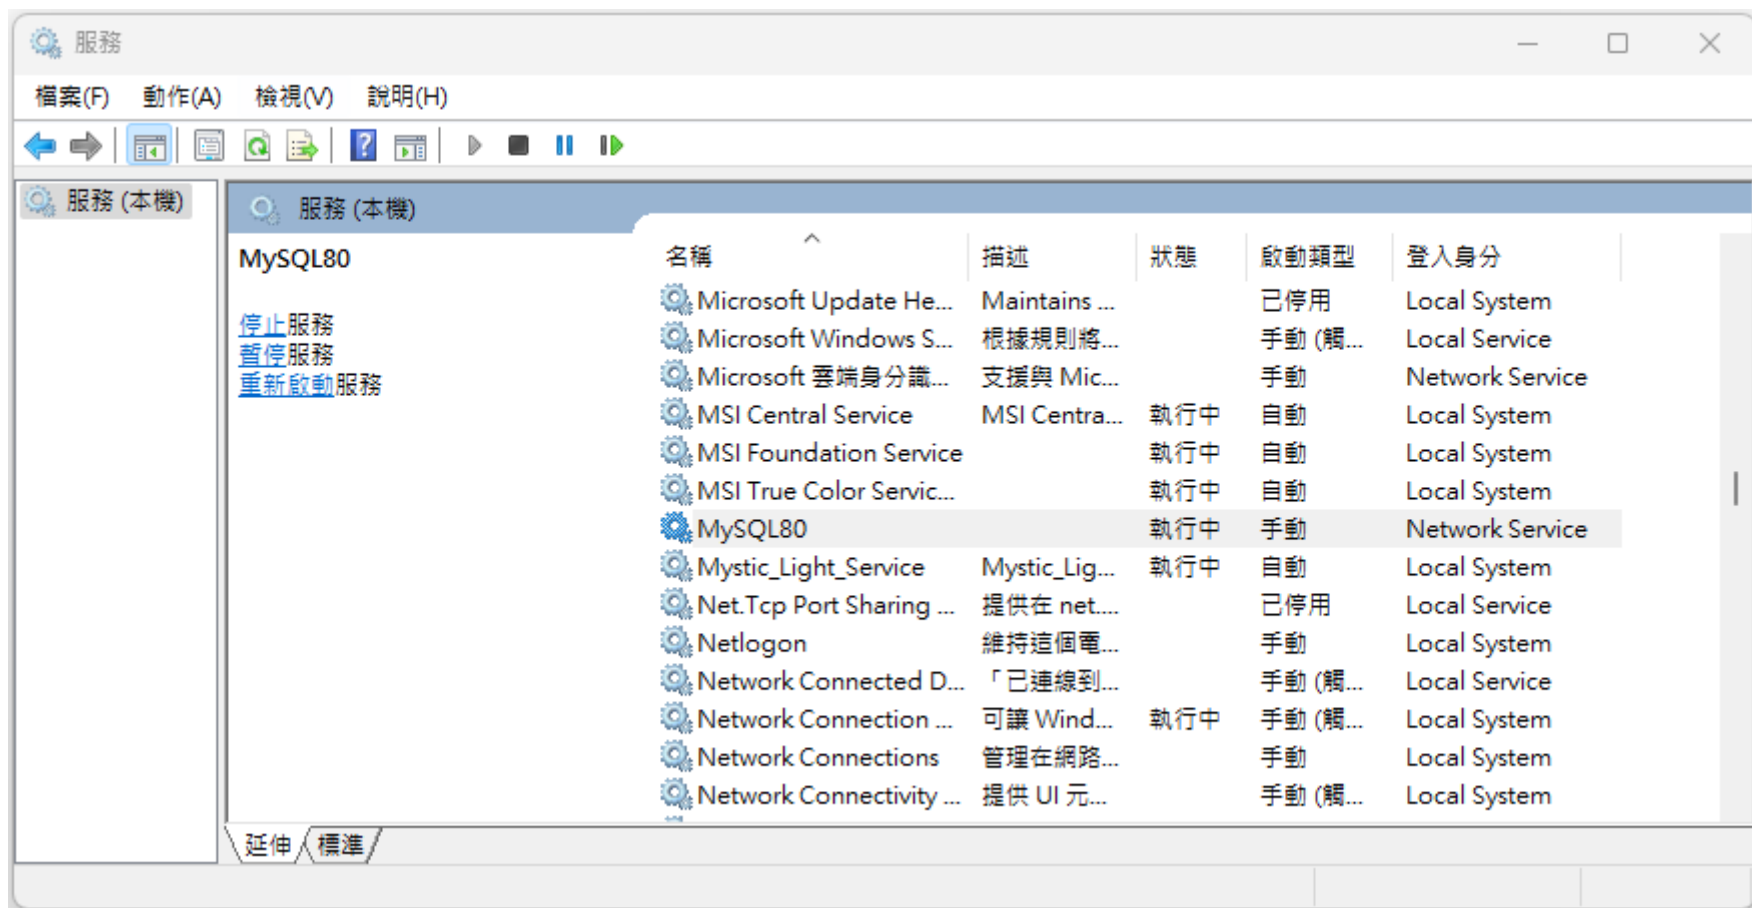 服務
檔案(F) 動作(A) 檢視(V) 說明(H)
服務 (本機)
服務 (本機)
MySQL80
停止服務
暫停服務
重新啟動服務
名稱 描述 狀態 啟動類型 登入身分
Microsoft Update He... Maintains ... 已停用 Local System
Microsoft Windows S... 根據規則將... 手動 (觸... Local Service
Microsoft 雲端身分識... 支援與 Mic... 手動 Network Service
MSI Central Service MSI Centra... 執行中 自動 Local System
MSI Foundation Service 執行中 自動 Local System
MSI True Color Servic... 執行中 自動 Local System
MySQL80 執行中 手動 Network Service
Mystic_Light_Service Mystic_Lig... 執行中 自動 Local System
Net.Tcp Port Sharing ... 提供在 net.... 已停用 Local Service
Netlogon 維持這個電... 手動 Local System
Network Connected D... 「已連線到... 手動 (觸... Local Service
Network Connection ... 可讓 Wind... 執行中 手動 (觸... Local System
Network Connections 管理在網路... 手動 Local System
Network Connectivity ... 提供 UI 元... 手動 (觸... Local System
延伸 標準